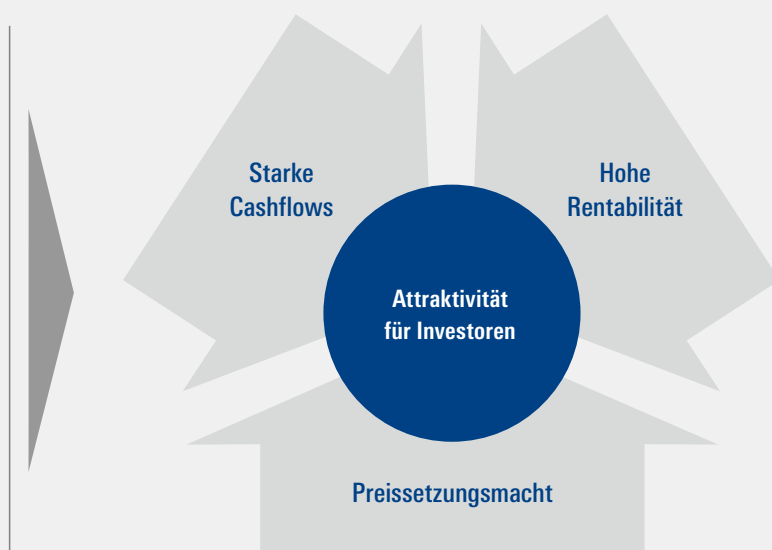 Starke
Cashflows
Hohe
Rentabilität
Attraktivität
für Investoren
Preissetzungsmacht